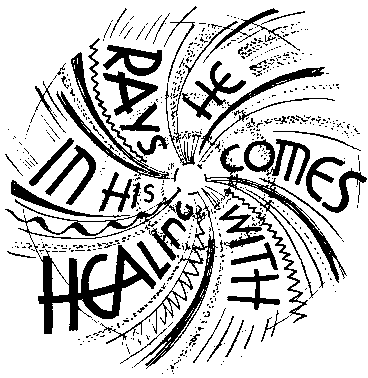 HE
COMES
WITH
HEALING
IN HIS
RAYS